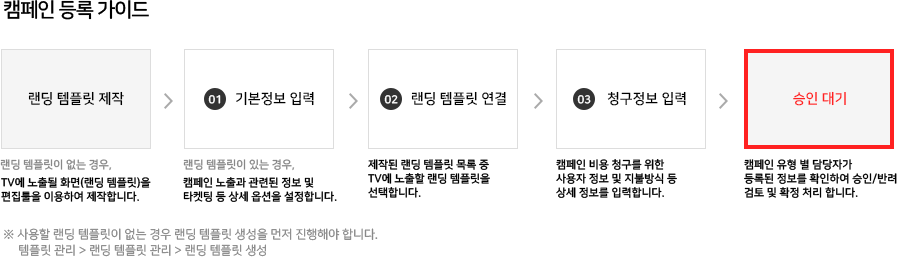 캠페인 등록 가이드
랜딩 템플릿 제작
01 기본정보 입력
02 랜딩 템플릿 연결
03 청구정보 입력
승인 대기
랜딩 템플릿이 없는 경우,
TV에 노출될 화면(랜딩 템플릿)을
편집툴을 이용하여 제작합니다.
랜딩 템플릿이 있는 경우,
캠페인 노출과 관련된 정보 및
타켓팅 등 상세 옵션을 설정합니다.
제작된 랜딩 템플릿 목록 중
TV에 노출할 랜딩 템플릿을
선택합니다.
캠페인 비용 청구를 위한
사용자 정보 및 지불방식 등
상세 정보를 입력합니다.
캠페인 유형 별 담당자가
등록된 정보를 확인하여 승인/반려
검토 및 확정 처리 합니다.
※ 사용할 랜딩 템플릿이 없는 경우 랜딩 템플릿 생성을 먼저 진행해야 합니다.
템플릿 관리 > 랜딩 템플릿 관리 > 랜딩 템플릿 생성